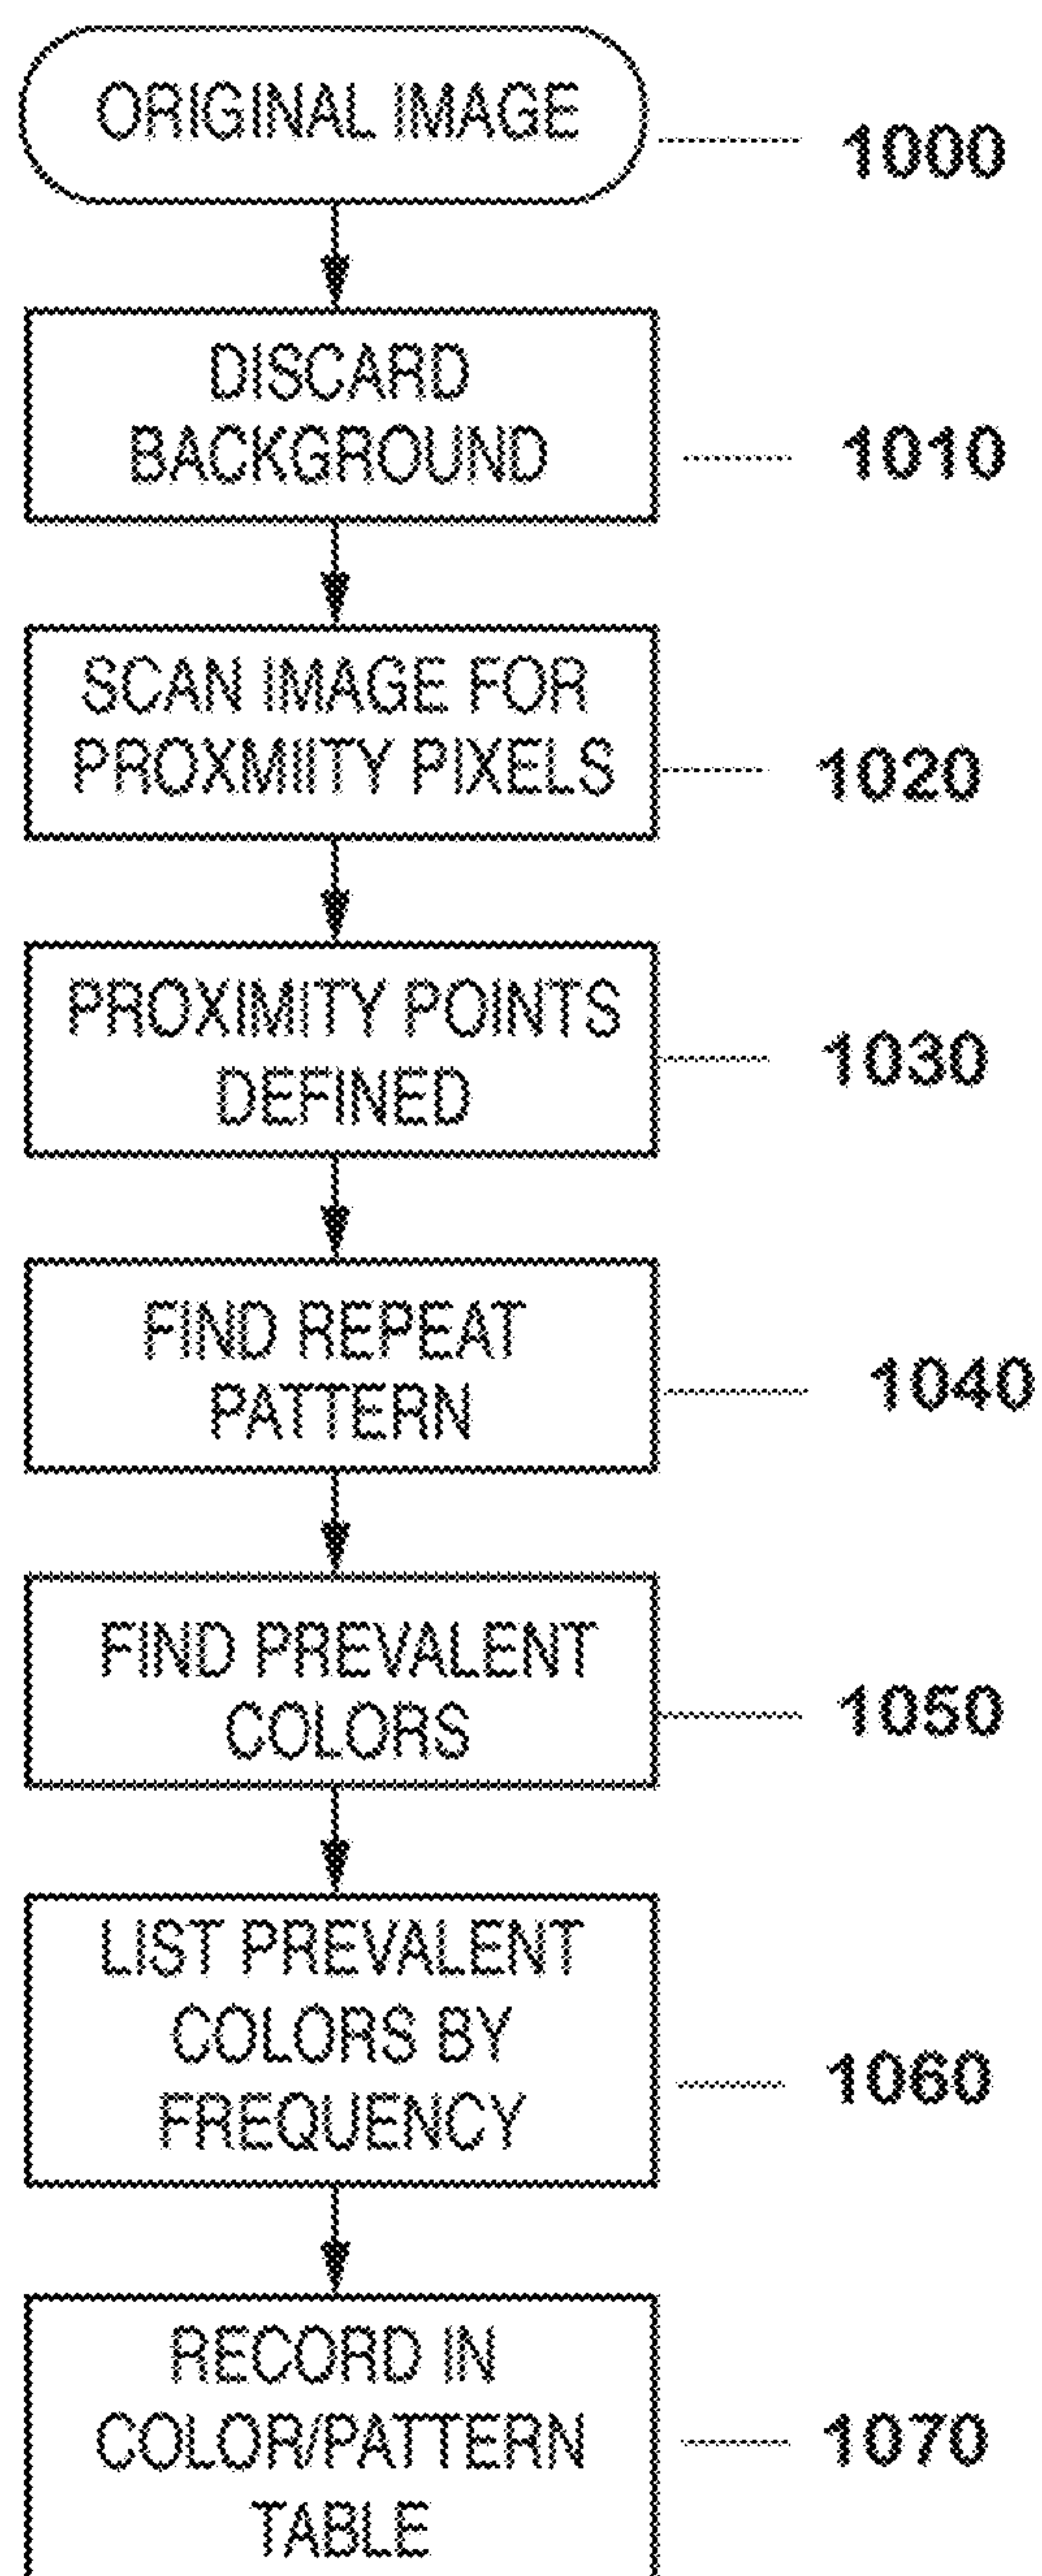 ORIGINAL IMAGE
1000
DISCARD
BACKGROUND
1010
SCAN IMAGE FOR
PROXMIITY PIXELS
1020
PROXIMITY POINTS
DEFINED
1030
FIND REPEAT
PATTERN
1040
FIND PREVALENT
COLORS
1050
LIST PREVALENT
COLORS BY
FREQUENCY
1060
RECORD IN
COLOR/PATTERN
TABLE
1070